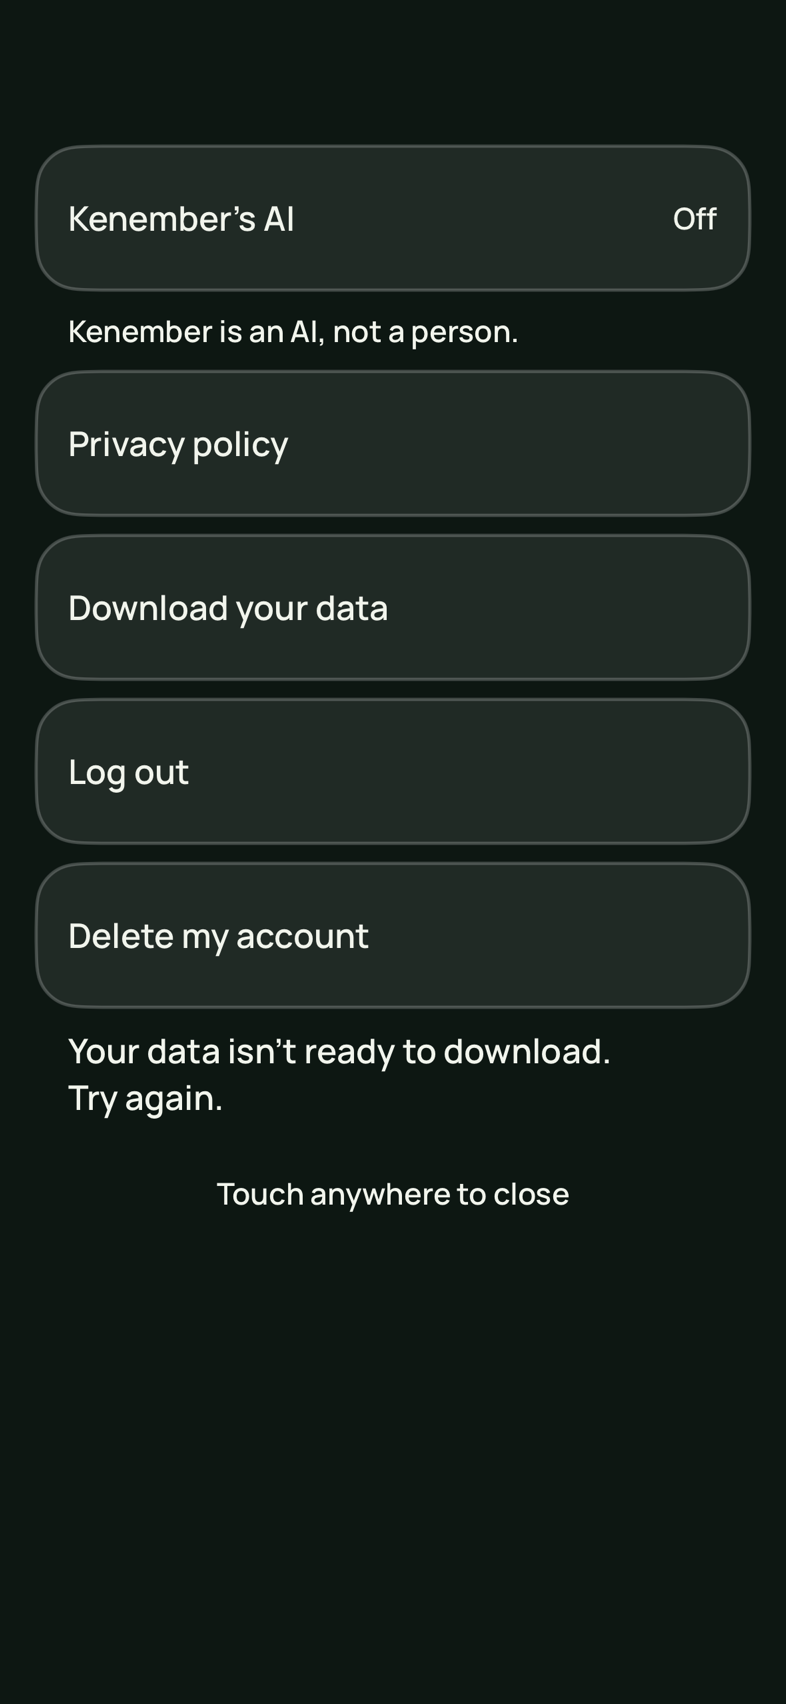 Kenember’s AI
Off
Kenember is an AI, not a person.
Privacy policy
Download your data
Log out
Delete my account
Your data isn’t ready to download.
Try again.
Touch anywhere to close